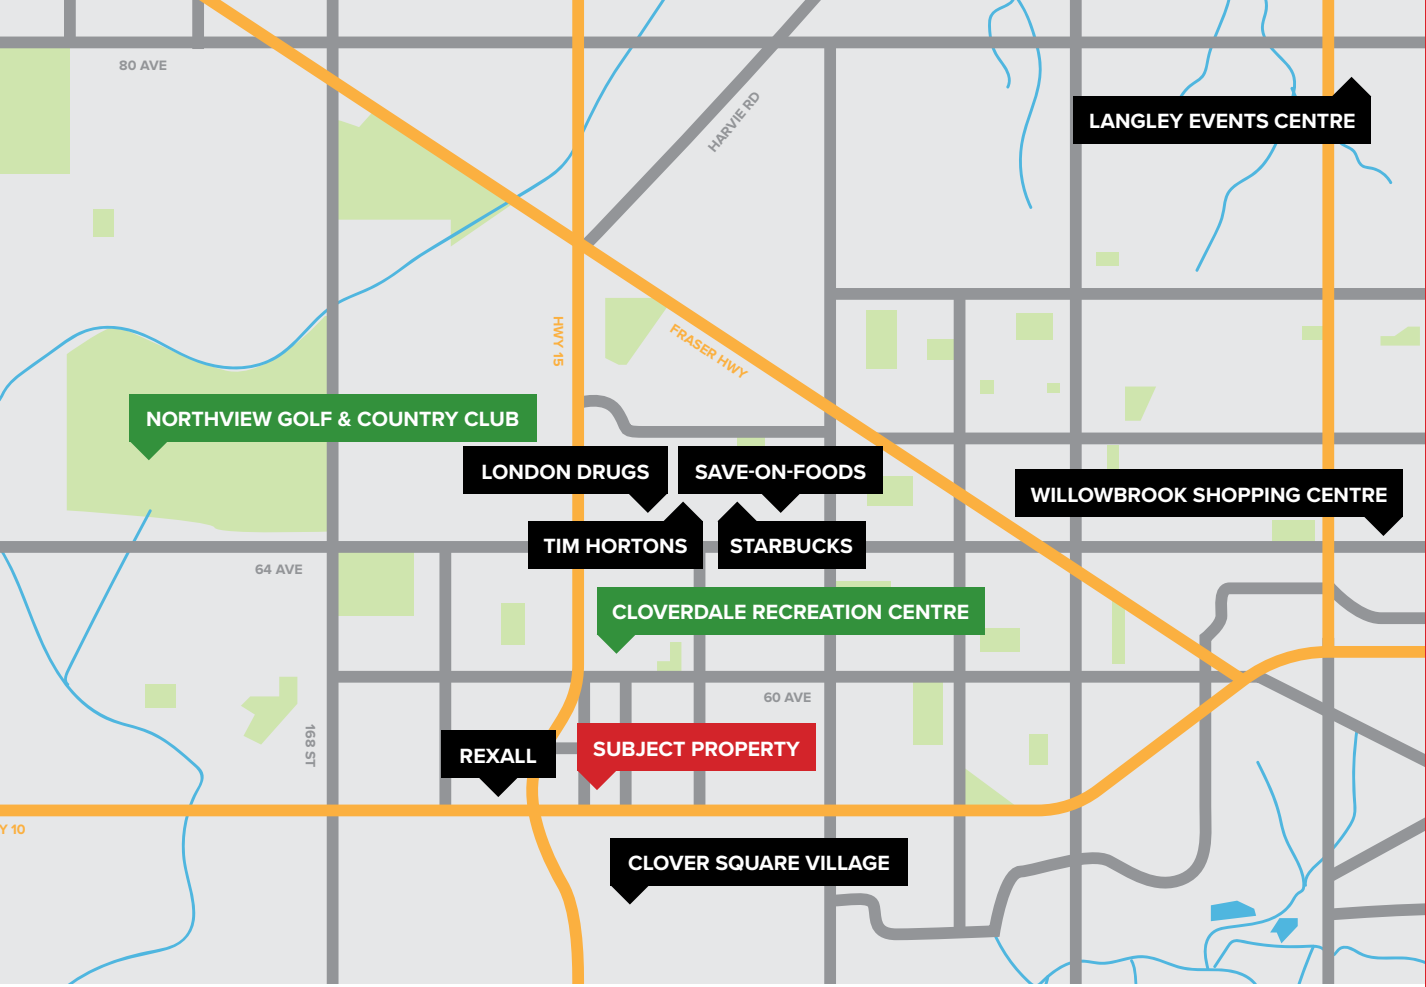 80 AVE
HARVIE RD
LANGLEY EVENTS CENTRE
HWY 15
FRASER HWY
NORTHVIEW GOLF & COUNTRY CLUB
LONDON DRUGS
SAVE-ON-FOODS
WILLOWBROOK SHOPPING CENTRE
TIM HORTONS
STARBUCKS
64 AVE
CLOVERDALE RECREATION CENTRE
60 AVE
168 ST
REXALL
SUBJECT PROPERTY
Y 10
CLOVER SQUARE VILLAGE